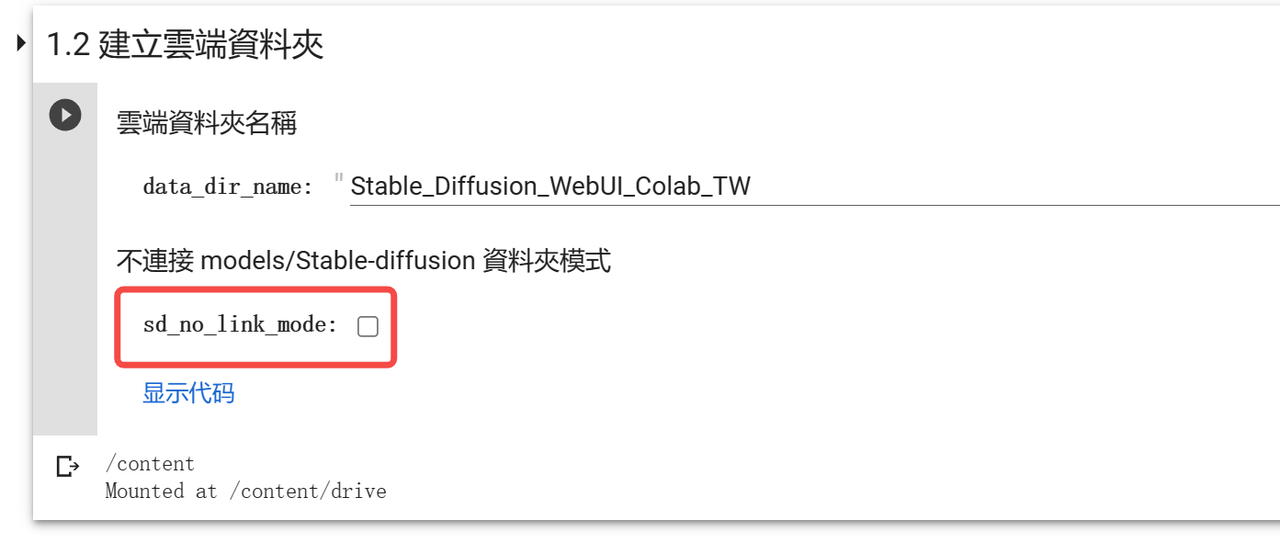 1.2 建立雲端資料夾
雲端資料夾名稱
data_dir_name: " Stable_Diffusion_WebUI_Colab_TW
不連接 models/Stable-diffusion 資料夾模式
sd_no_link_mode:
显示代码
/content
Mounted at /content/drive